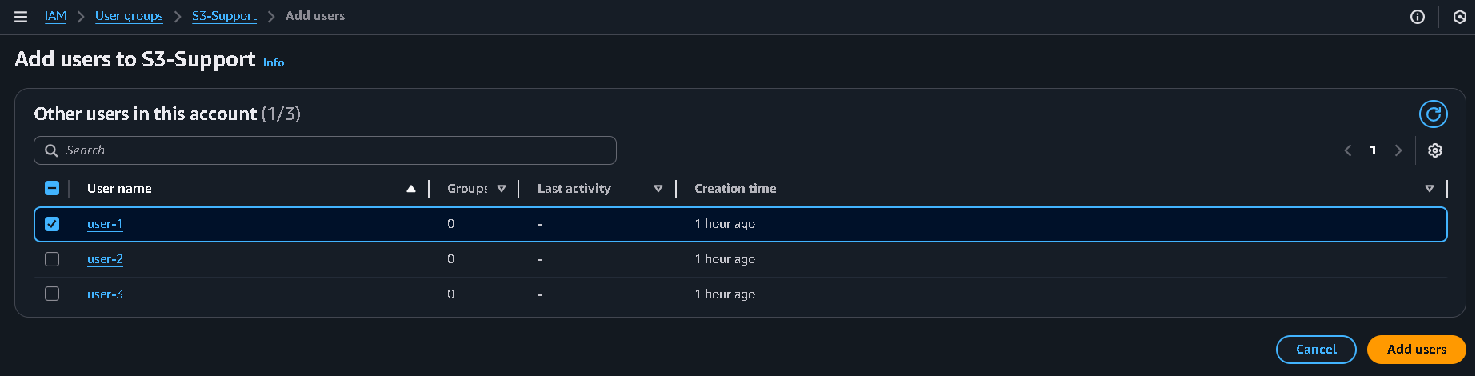 IAM > User groups > S3-Support > Add users
Add users to S3-Support Info
Other users in this account (1/3)
Search
1
User name Groups Last activity Creation time
user-1 0 - 1 hour ago
user-2 0 - 1 hour ago
user-3 0 - 1 hour ago
Cancel Add users